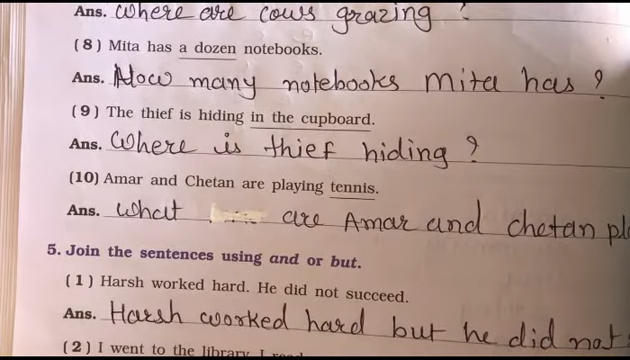 Ans. where are cows grazing ?
(8) Mita has a dozen notebooks.
Ans. How many notebooks Mita has ?
(9) The thief is hiding in the cupboard.
Ans. Where is thief hiding ?
(10) Amar and Chetan are playing tennis.
Ans. what are Amar and chetan pl
5. Join the sentences using and or but.
(1) Harsh worked hard. He did not succeed.
Ans. Harsh worked hard but he did not
(2) I went to the library. I